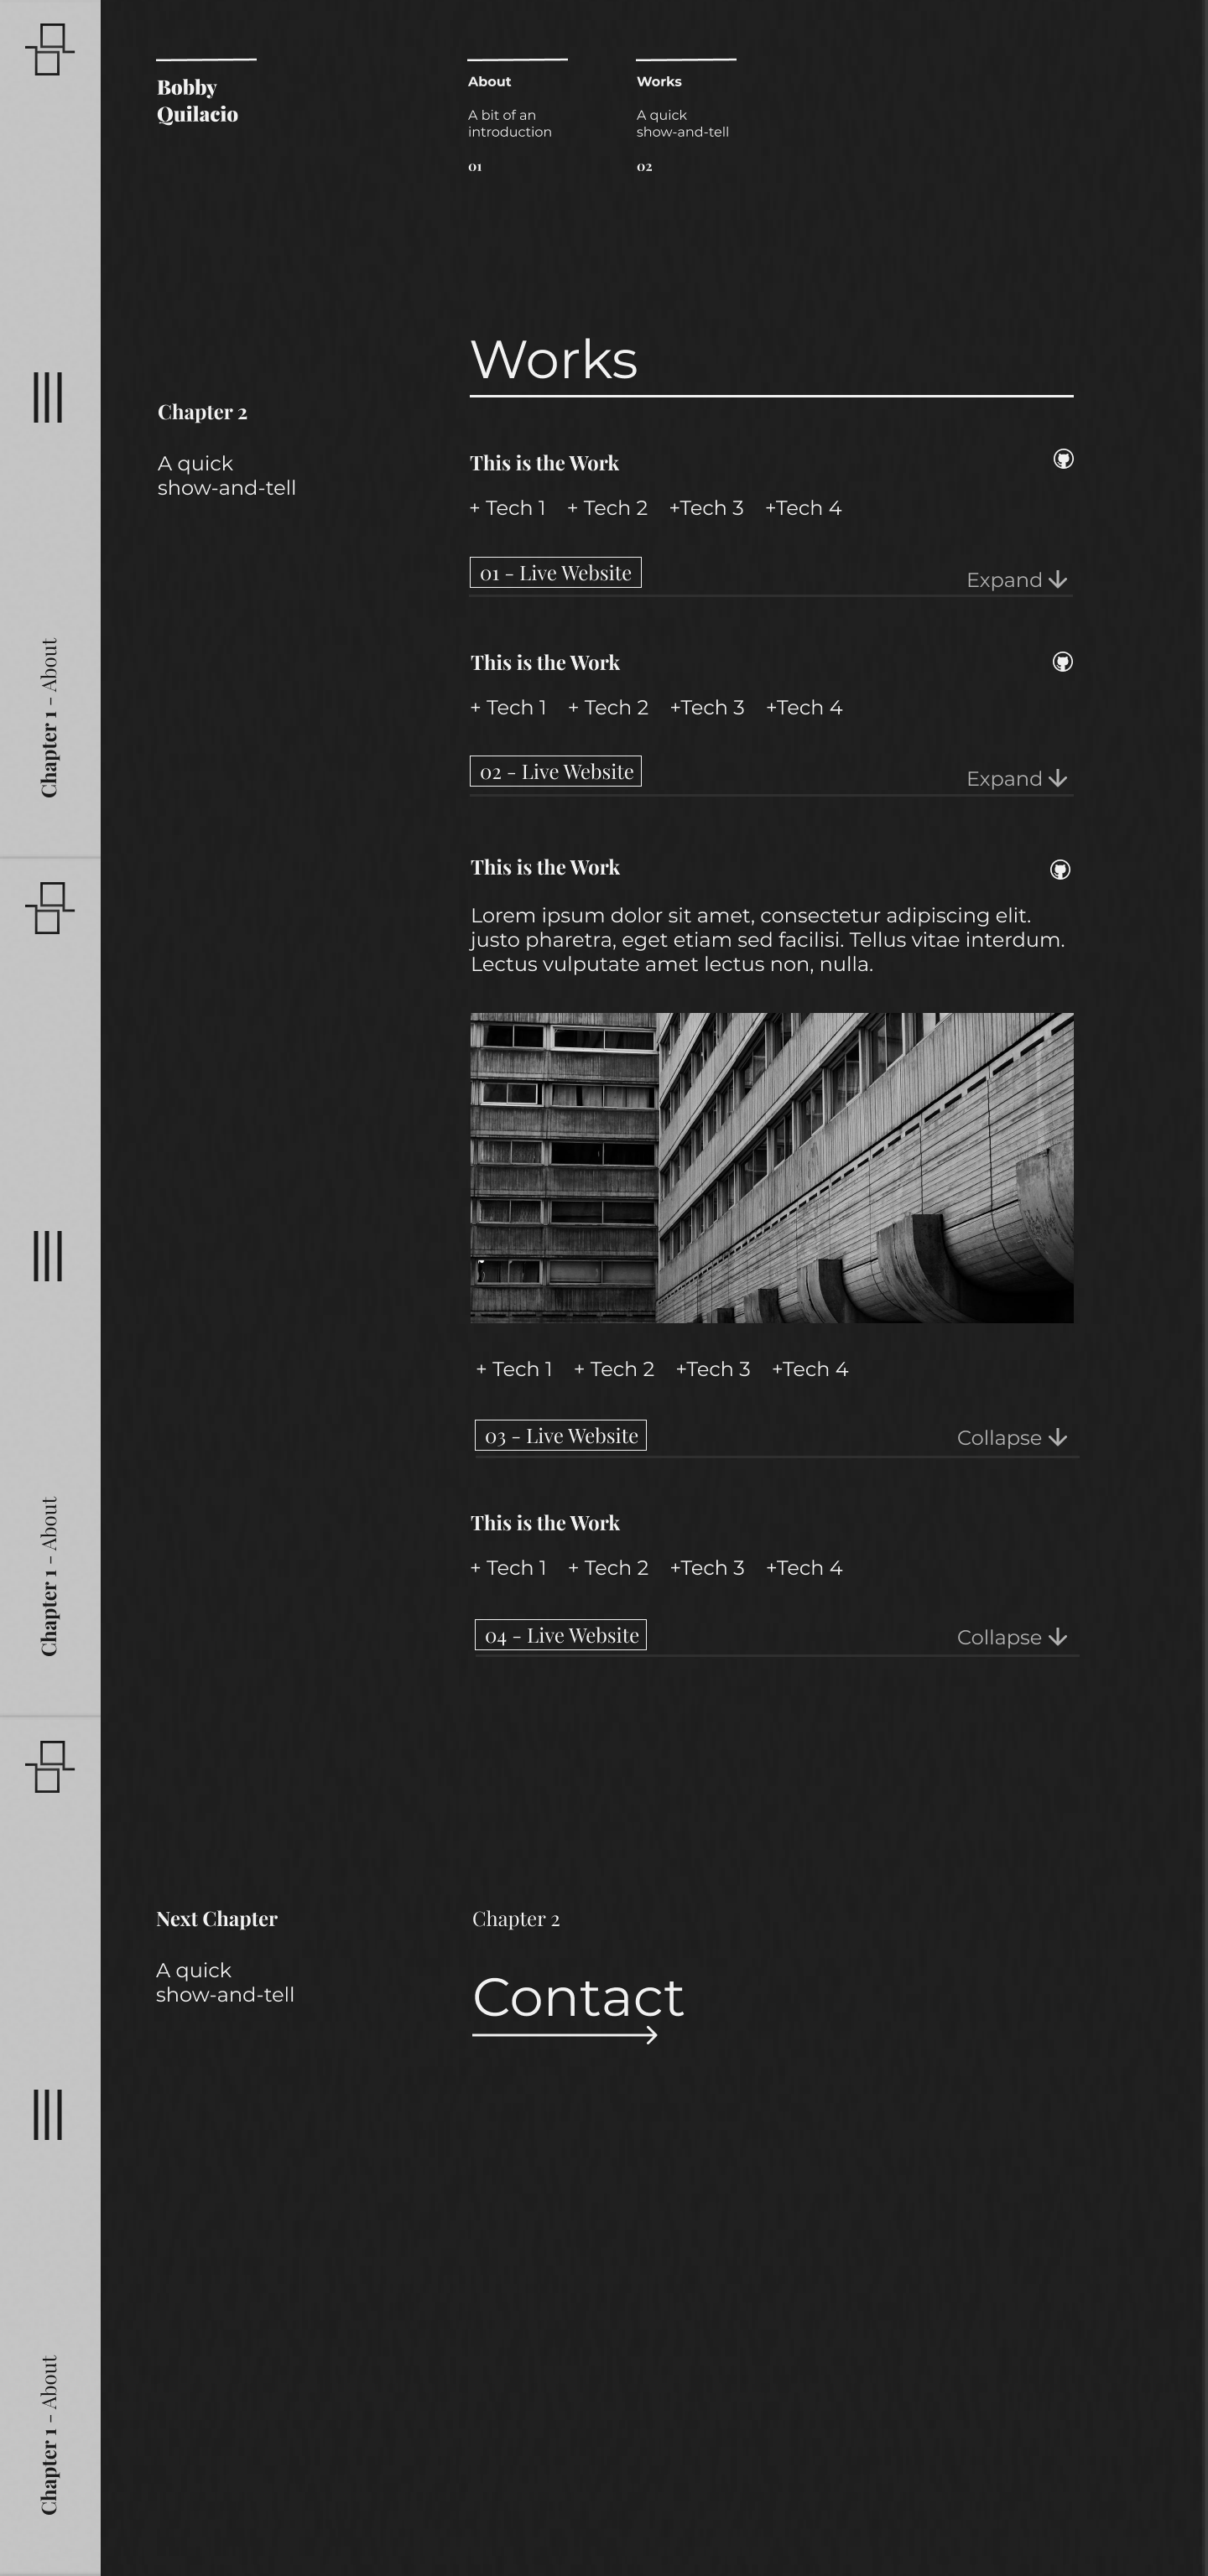 Bobby
Quilacio
About
A bit of an
introduction
01
Works
A quick
show-and-tell
02
Works
Chapter 2
A quick
show-and-tell
This is the Work
+ Tech 1 + Tech 2 +Tech 3 +Tech 4
01 - Live Website
Expand
Chapter 1 - About
This is the Work
+ Tech 1 + Tech 2 +Tech 3 +Tech 4
02 - Live Website
Expand
This is the Work
Lorem ipsum dolor sit amet, consectetur adipiscing elit.
justo pharetra, eget etiam sed facilisi. Tellus vitae interdum.
Lectus vulputate amet lectus non, nulla.
+ Tech 1 + Tech 2 +Tech 3 +Tech 4
03 - Live Website
Collapse
Chapter 1 - About
This is the Work
+ Tech 1 + Tech 2 +Tech 3 +Tech 4
04 - Live Website
Collapse
Next Chapter
A quick
show-and-tell
Chapter 2
Contact
Chapter 1 - About